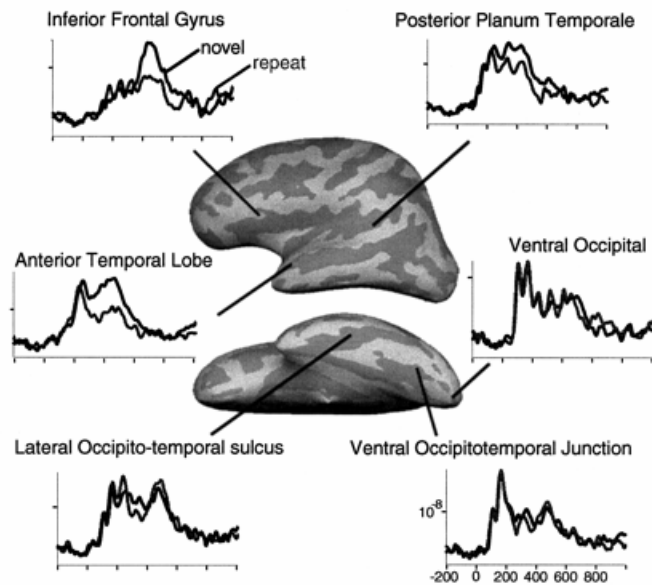 Inferior Frontal Gyrus
Posterior Planum Temporale
novel
repeat
Anterior Temporal Lobe
Ventral Occipital
Lateral Occipito-temporal sulcus
Ventral Occipitotemporal Junction
10-8
-200 0 200 400 600 800